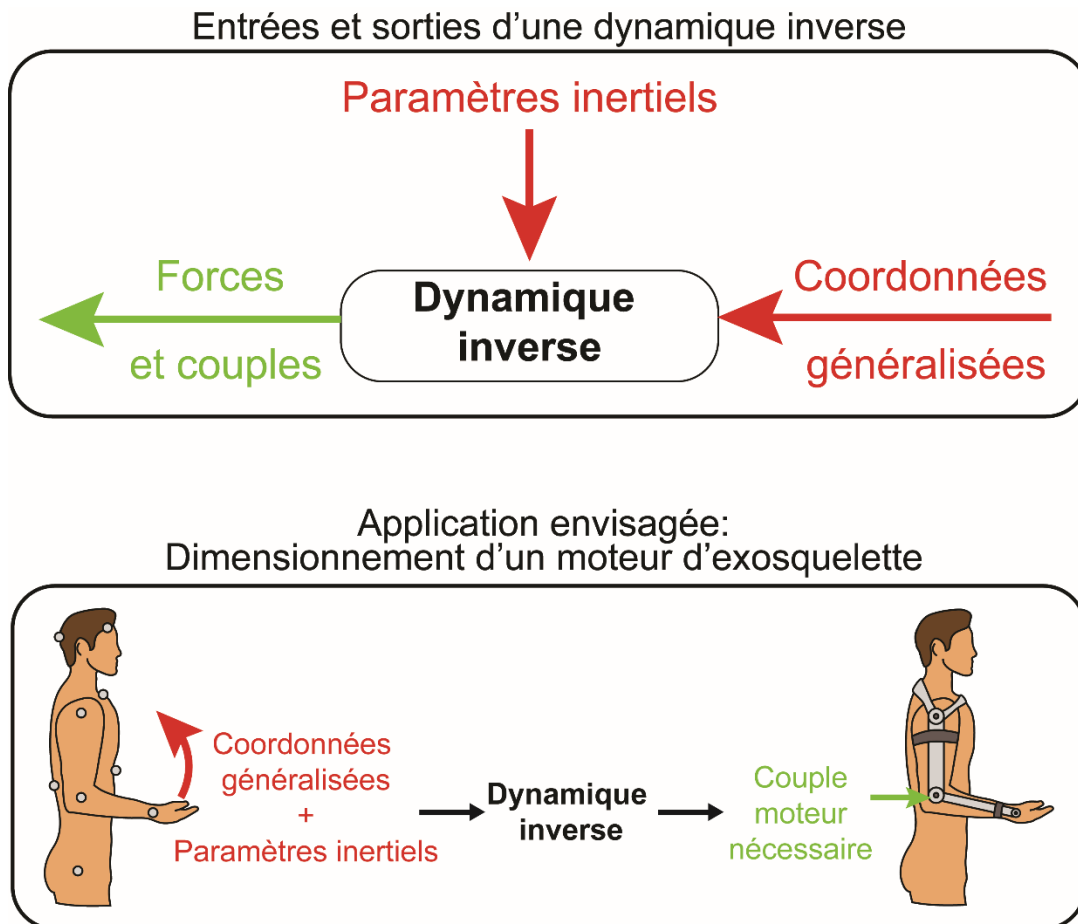 Entrées et sorties d’une dynamique inverse
Paramètres inertiels
Forces
et couples
Dynamique
inverse
Coordonnées
généralisées
Application envisagée:
Dimensionnement d’un moteur d’exosquelette
Coordonnées
généralisées
+
Paramètres inertiels
Dynamique
inverse
Couple
moteur
nécessaire